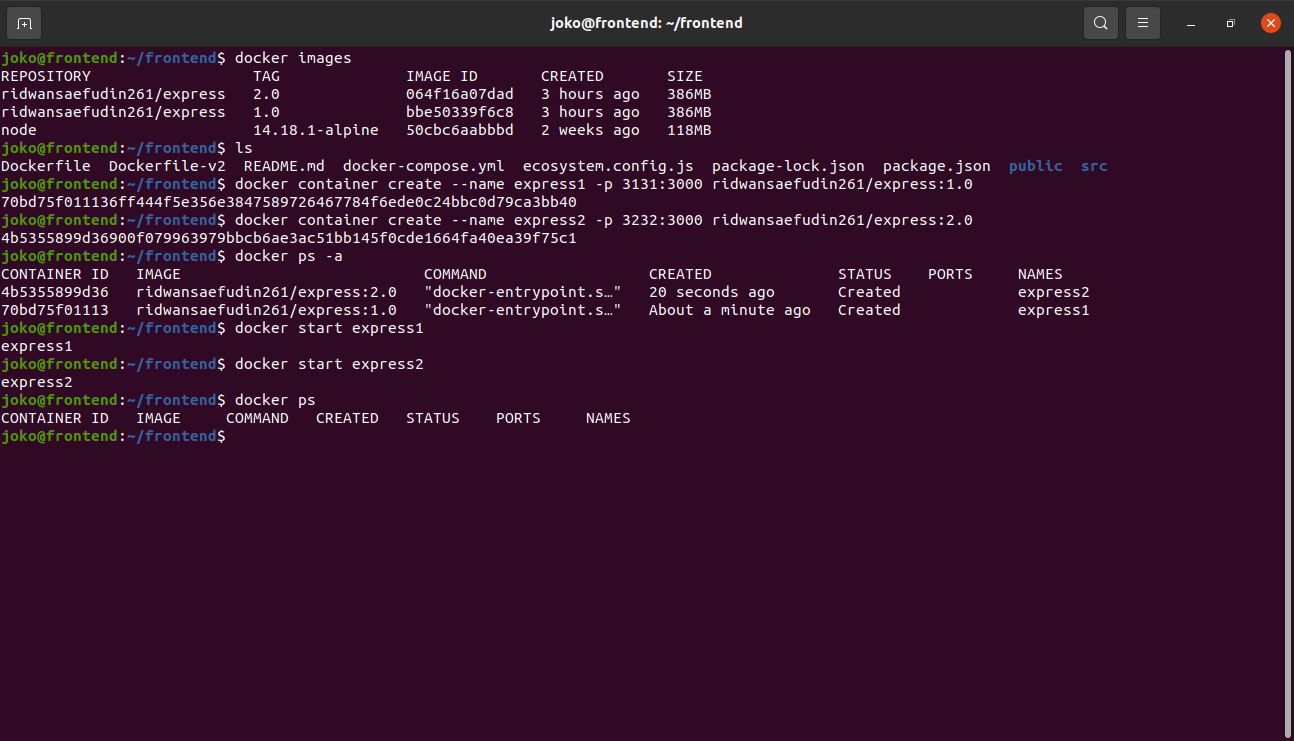 joko@frontend: ~/frontend
joko@frontend:~/frontend$ docker images
REPOSITORY                  TAG              IMAGE ID       CREATED       SIZE
ridwansaefudin261/express   2.0              064f16a07dad   3 hours ago   386MB
ridwansaefudin261/express   1.0              bbe50339f6c8   3 hours ago   386MB
node                        14.18.1-alpine   50cbc6aabbbd   2 weeks ago   118MB
joko@frontend:~/frontend$ ls
Dockerfile  Dockerfile-v2  README.md  docker-compose.yml  ecosystem.config.js  package-lock.json  package.json  public  src
joko@frontend:~/frontend$ docker container create --name express1 -p 3131:3000 ridwansaefudin261/express:1.0
70bd75f011136ff444f5e356e3847589726467784f6ede0c24bbc0d79ca3bb40
joko@frontend:~/frontend$ docker container create --name express2 -p 3232:3000 ridwansaefudin261/express:2.0
4b5355899d36900f079963979bbcb6ae3ac51bb145f0cde1664fa40ea39f75c1
joko@frontend:~/frontend$ docker ps -a
CONTAINER ID   IMAGE                           COMMAND                  CREATED              STATUS    PORTS     NAMES
4b5355899d36   ridwansaefudin261/express:2.0   "docker-entrypoint.s…"   20 seconds ago       Created             express2
70bd75f01113   ridwansaefudin261/express:1.0   "docker-entrypoint.s…"   About a minute ago   Created             express1
joko@frontend:~/frontend$ docker start express1
express1
joko@frontend:~/frontend$ docker start express2
express2
joko@frontend:~/frontend$ docker ps
CONTAINER ID   IMAGE     COMMAND   CREATED   STATUS    PORTS     NAMES
joko@frontend:~/frontend$